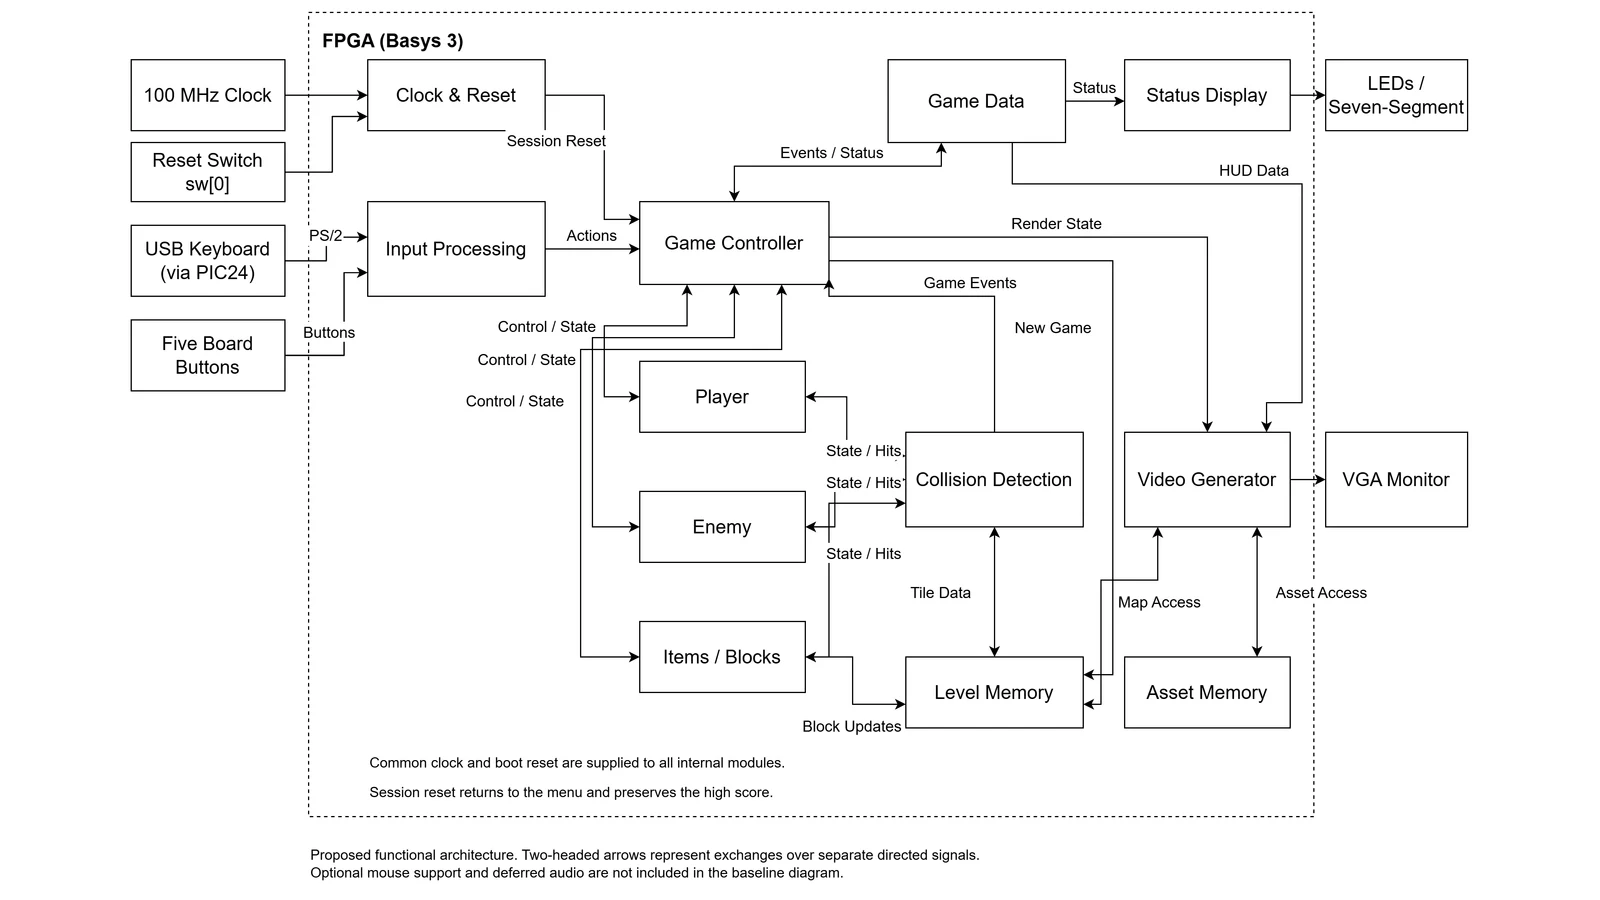 FPGA (Basys 3)
100 MHz Clock
Clock & Reset
Game Data
Status
Status Display
LEDs /
Seven-Segment
Session Reset
Reset Switch
sw[0]
Events / Status
HUD Data
USB Keyboard
(via PIC24)
PS/2
Input Processing
Actions
Game Controller
Render State
Game Events
New Game
Five Board
Buttons
Buttons
Control / State
Control / State
Control / State
Player
State / Hits
State / Hits
State / Hits
Collision Detection
Video Generator
VGA Monitor
Enemy
Tile Data
Map Access
Asset Access
Items / Blocks
Block Updates
Level Memory
Asset Memory
Common clock and boot reset are supplied to all internal modules.
Session reset returns to the menu and preserves the high score.
Proposed functional architecture. Two-headed arrows represent exchanges over separate directed signals.
Optional mouse support and deferred audio are not included in the baseline diagram.